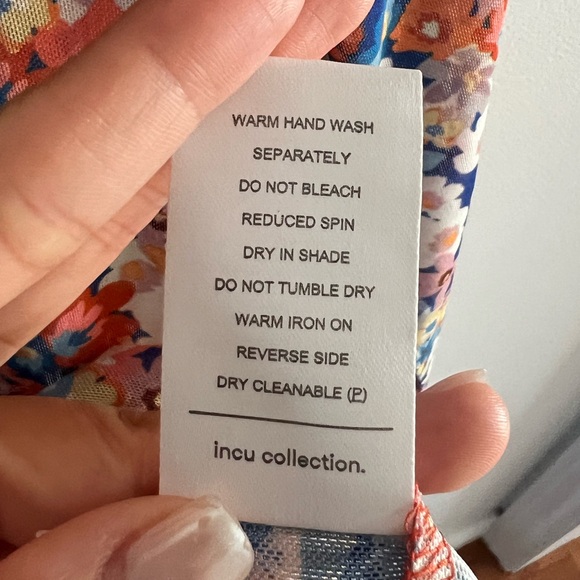 WARM HAND WASH
SEPARATELY
DO NOT BLEACH
REDUCED SPIN
DRY IN SHADE
DO NOT TUMBLE DRY
WARM IRON ON
REVERSE SIDE
DRY CLEANABLE (P)
incu collection.